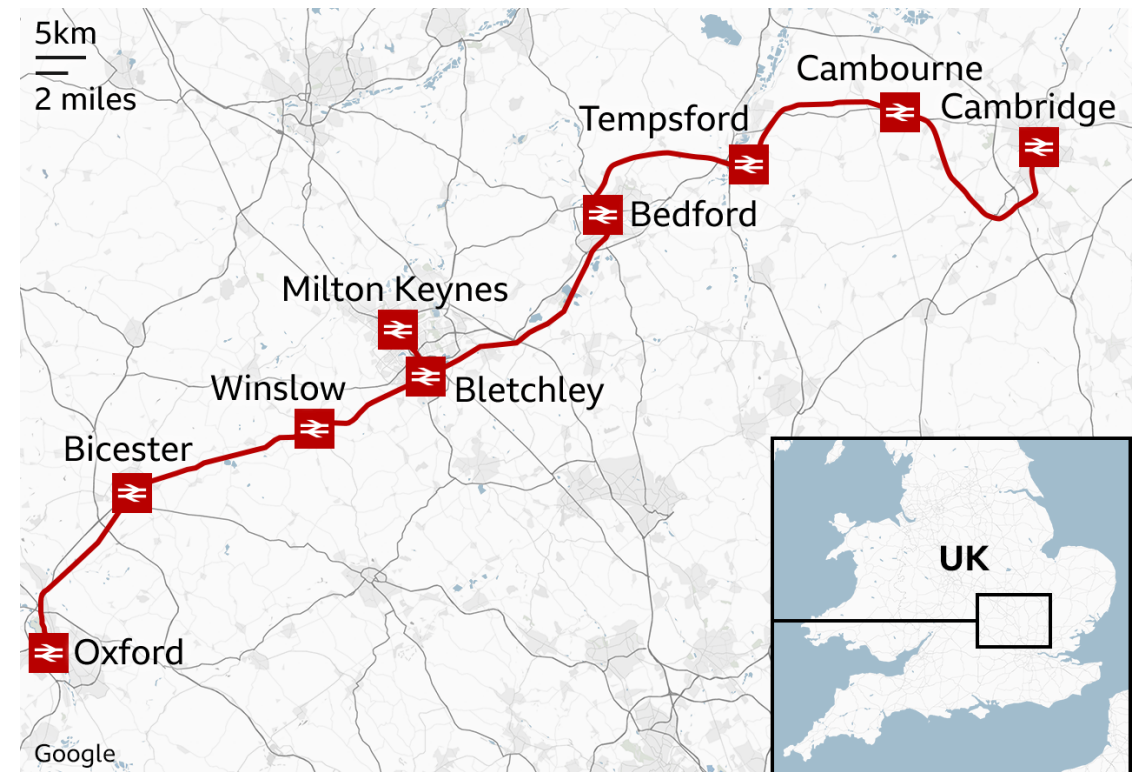 5km
2 miles
Cambourne
Cambridge
Tempsford
Bedford
Milton Keynes
Winslow
Bletchley
Bicester
UK
Oxford
Google